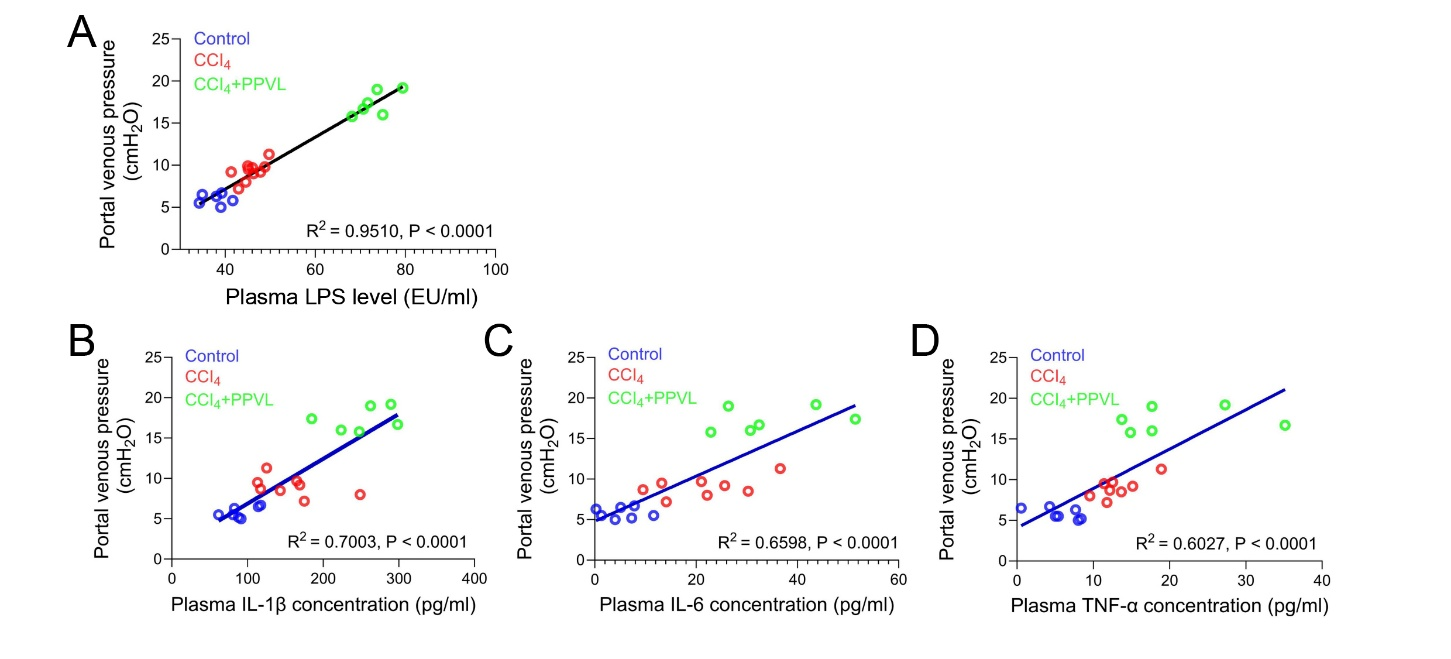 A
Portal venous pressure
(cmH₂O)
25
20
15
10
5
0
Control
CCl₄
CCl₄+PPVL
R² = 0.9510, P < 0.0001
40 60 80 100
Plasma LPS level (EU/ml)
B
Portal venous pressure
(cmH₂O)
25
20
15
10
5
0
Control
CCl₄
CCl₄+PPVL
R² = 0.7003, P < 0.0001
0 100 200 300 400
Plasma IL-1β concentration (pg/ml)
C
Portal venous pressure
(cmH₂O)
25
20
15
10
5
0
Control
CCl₄
CCl₄+PPVL
R² = 0.6598, P < 0.0001
0 20 40 60
Plasma IL-6 concentration (pg/ml)
D
Portal venous pressure
(cmH₂O)
25
20
15
10
5
0
Control
CCl₄
CCl₄+PPVL
R² = 0.6027, P < 0.0001
0 10 20 30 40
Plasma TNF-α concentration (pg/ml)